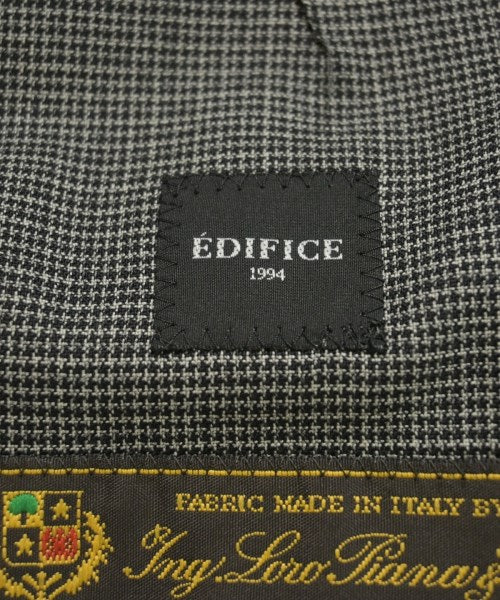 ÉDIFICE
1994
FABRIC MADE IN ITALY BY
Ing. Loro Piana &